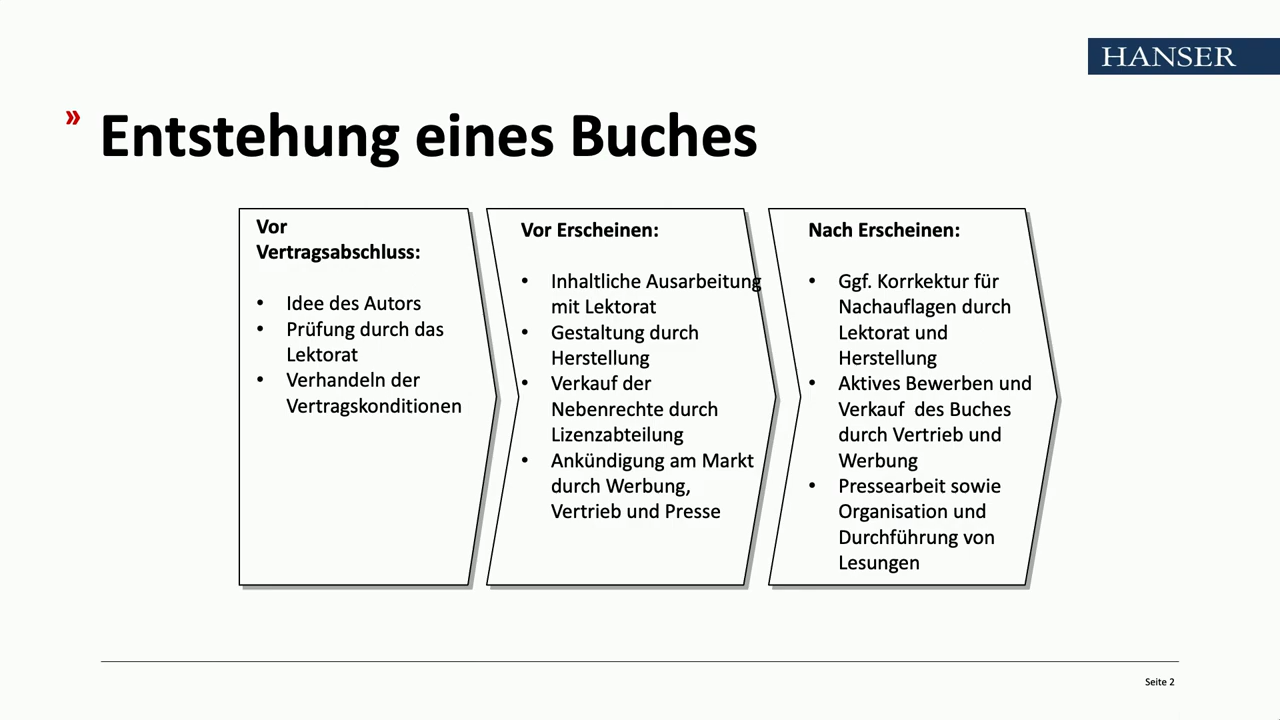 HANSER
» Entstehung eines Buches
Vor
Vertragsabschluss:
• Idee des Autors
• Prüfung durch das
Lektorat
• Verhandeln der
Vertragskonditionen
Vor Erscheinen:
• Inhaltliche Ausarbeitung
mit Lektorat
• Gestaltung durch
Herstellung
• Verkauf der
Nebenrechte durch
Lizenzabteilung
• Ankündigung am Markt
durch Werbung,
Vertrieb und Presse
Nach Erscheinen:
• Ggf. Korrkektur für
Nachauflagen durch
Lektorat und
Herstellung
• Aktives Bewerben und
Verkauf  des Buches
durch Vertrieb und
Werbung
• Pressearbeit sowie
Organisation und
Durchführung von
Lesungen
Seite 2